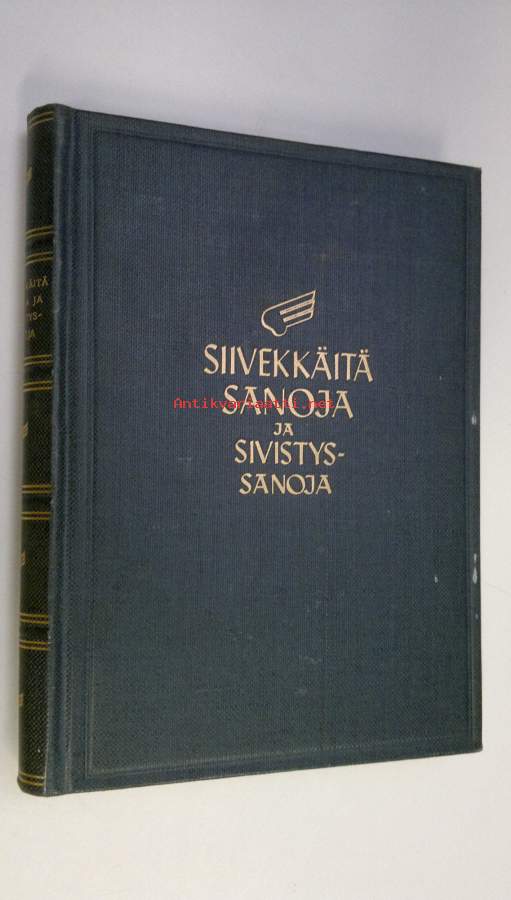 SIIVEKKÄITÄ
SANOJA
JA
SIVISTYS-
SANOJA
Antikvariaatti.net